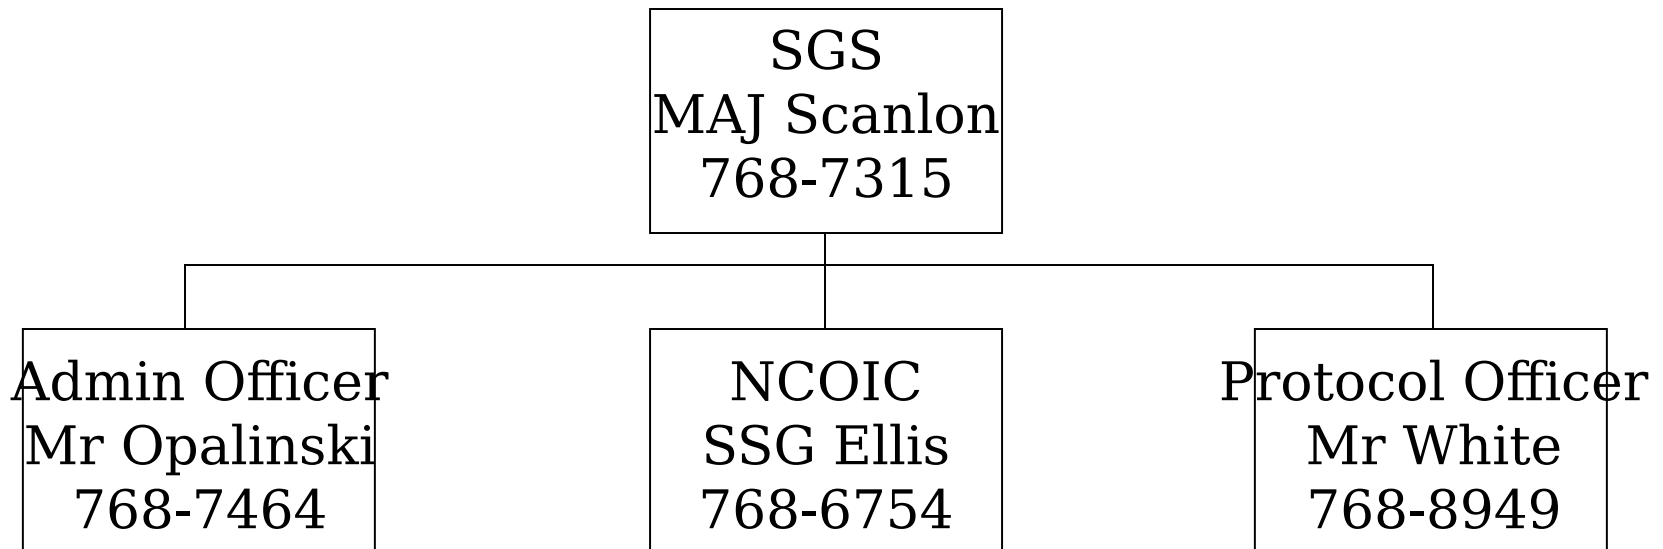 SGS
MAJ Scanlon
768-7315
Admin Officer
Mr Opalinski
768-7464
NCOIC
SSG Ellis
768-6754
Protocol Officer
Mr White
768-8949